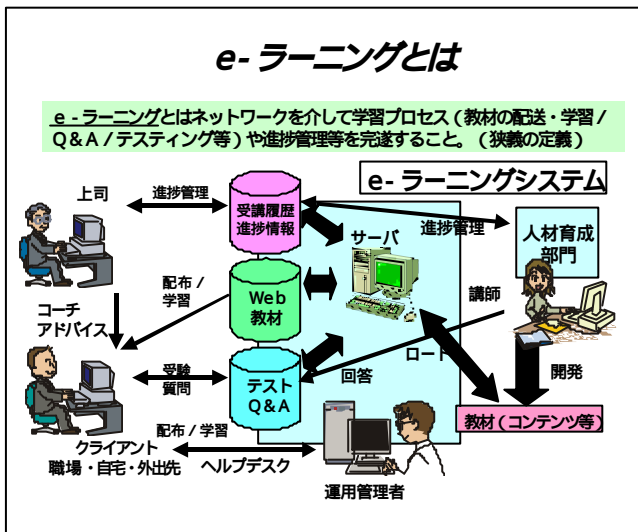 e-ラーニングとは
e-ラーニングとはネットワークを介して学習プロセス(教材の配送・学習/
Q&A/テスティング等)や進捗管理等を完遂すること。(狭義の定義)
e-ラーニングシステム
上司
進捗管理
受講履歴
進捗情報
サーバ
進捗管理
人材育成
部門
コーチ
アドバイス
配布/
学習
Web
教材
講師
受験
質問
テスト
Q&A
回答
ロード
開発
教材(コンテンツ等)
クライアント
職場・自宅・外出先
配布/学習
ヘルプデスク
運用管理者